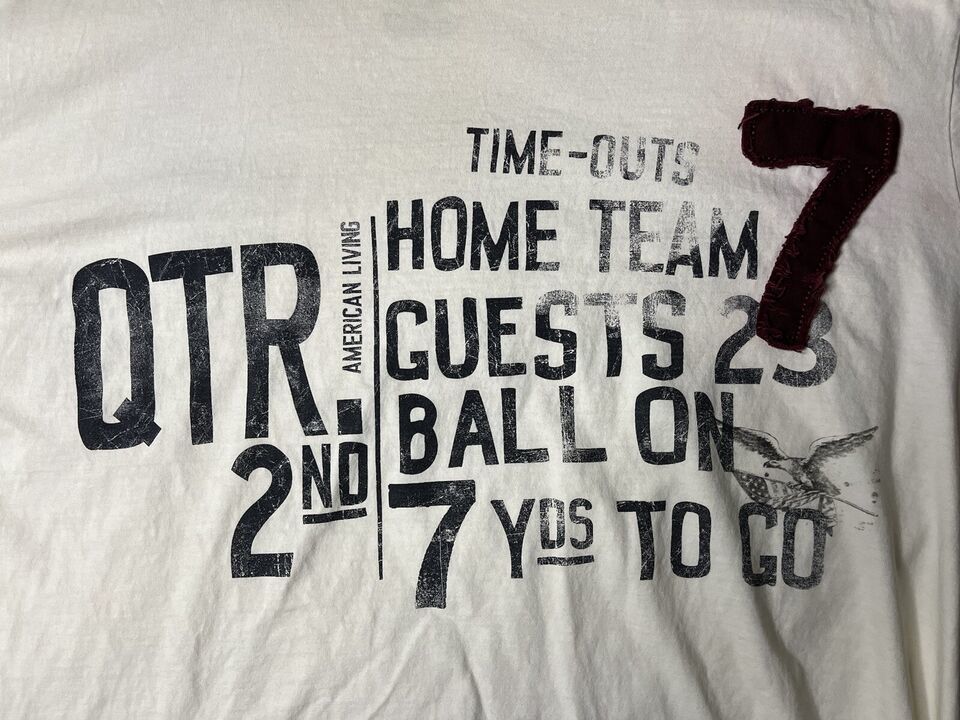 TIME-OUTS
7
HOME TEAM
GUESTS 23
BALL ON
7 YDS TO GO
QTR.
2ND
AMERICAN LIVING